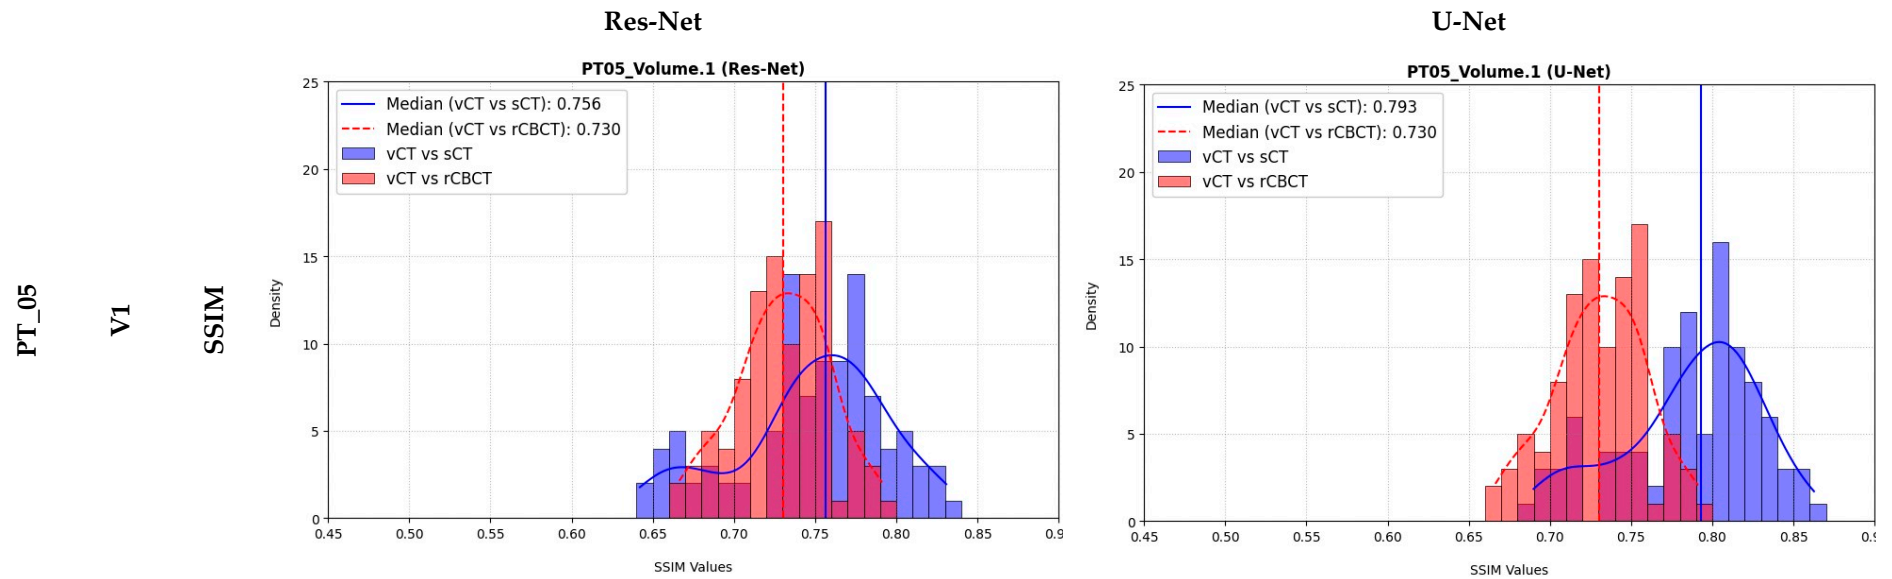 Res-Net
U-Net
PT_05
V1
SSIM
PT05_Volume.1 (Res-Net)
Median (vCT vs sCT): 0.756
Median (vCT vs rCBCT): 0.730
vCT vs sCT
vCT vs rCBCT
Density
25
20
15
10
5
0
0.45 0.50 0.55 0.60 0.65 0.70 0.75 0.80 0.85 0.9
SSIM Values
PT05_Volume.1 (U-Net)
Median (vCT vs sCT): 0.793
Median (vCT vs rCBCT): 0.730
vCT vs sCT
vCT vs rCBCT
Density
25
20
15
10
5
0
0.45 0.50 0.55 0.60 0.65 0.70 0.75 0.80 0.85 0.9
SSIM Values